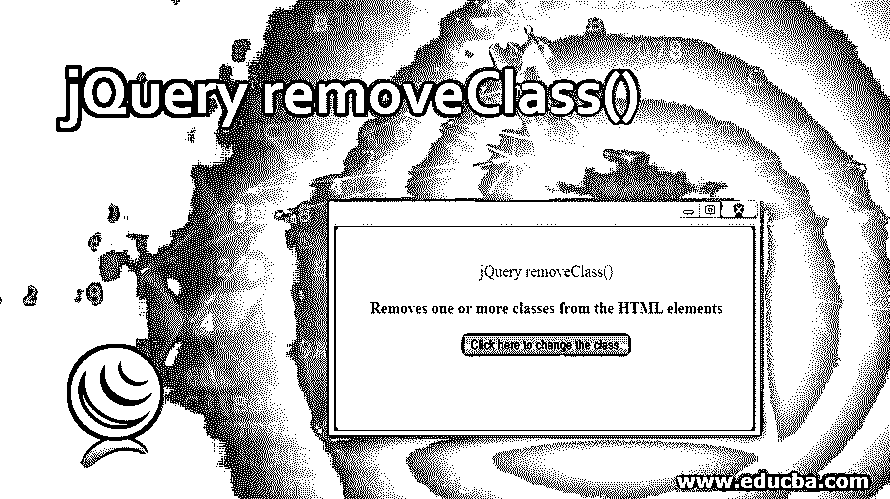 jQuery removeClass()
jQuery removeClass()
Removes one or more classes from the HTML elements
Click here to change the class
www.educba.com